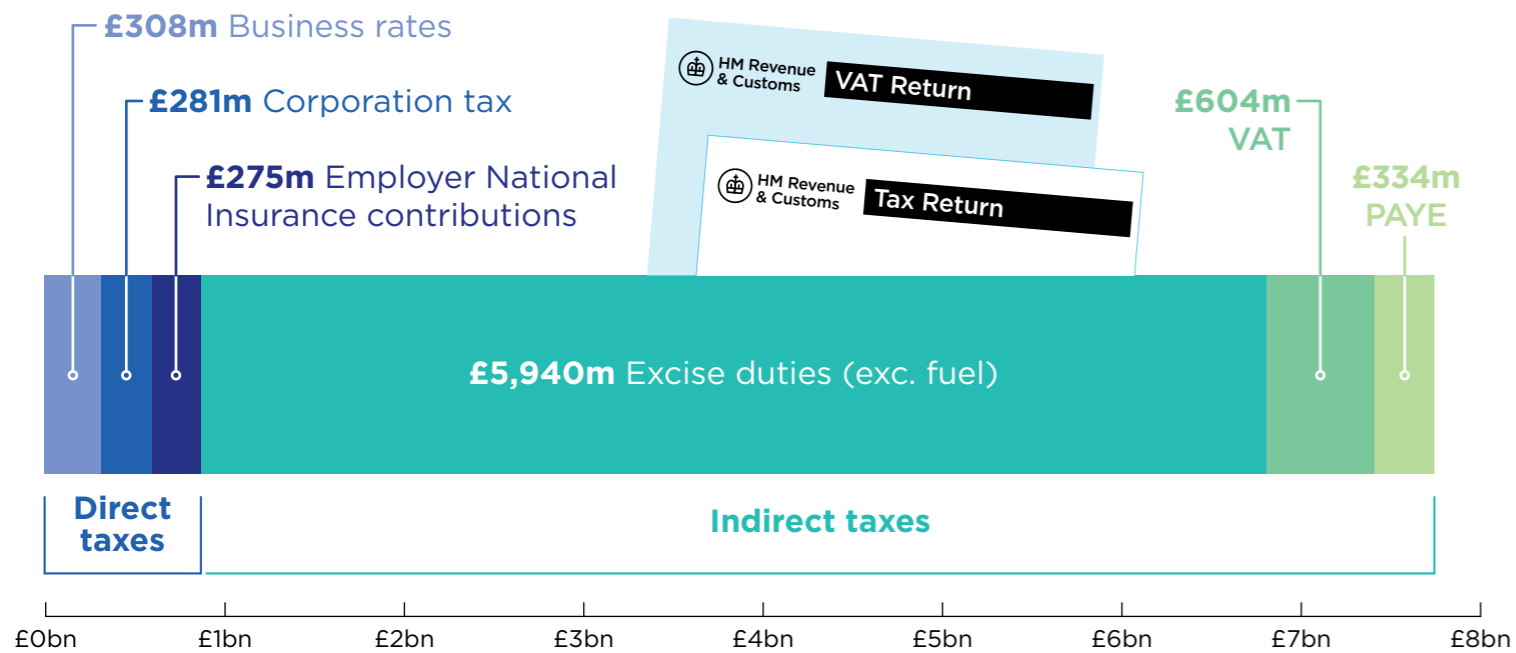 £308m Business rates
£281m Corporation tax
£275m Employer National
Insurance contributions
HM Revenue
& Customs
VAT Return
HM Revenue
& Customs
Tax Return
£604m
VAT
£334m
PAYE
£5,940m Excise duties (exc. fuel)
Direct
taxes
Indirect taxes
£0bn £1bn £2bn £3bn £4bn £5bn £6bn £7bn £8bn